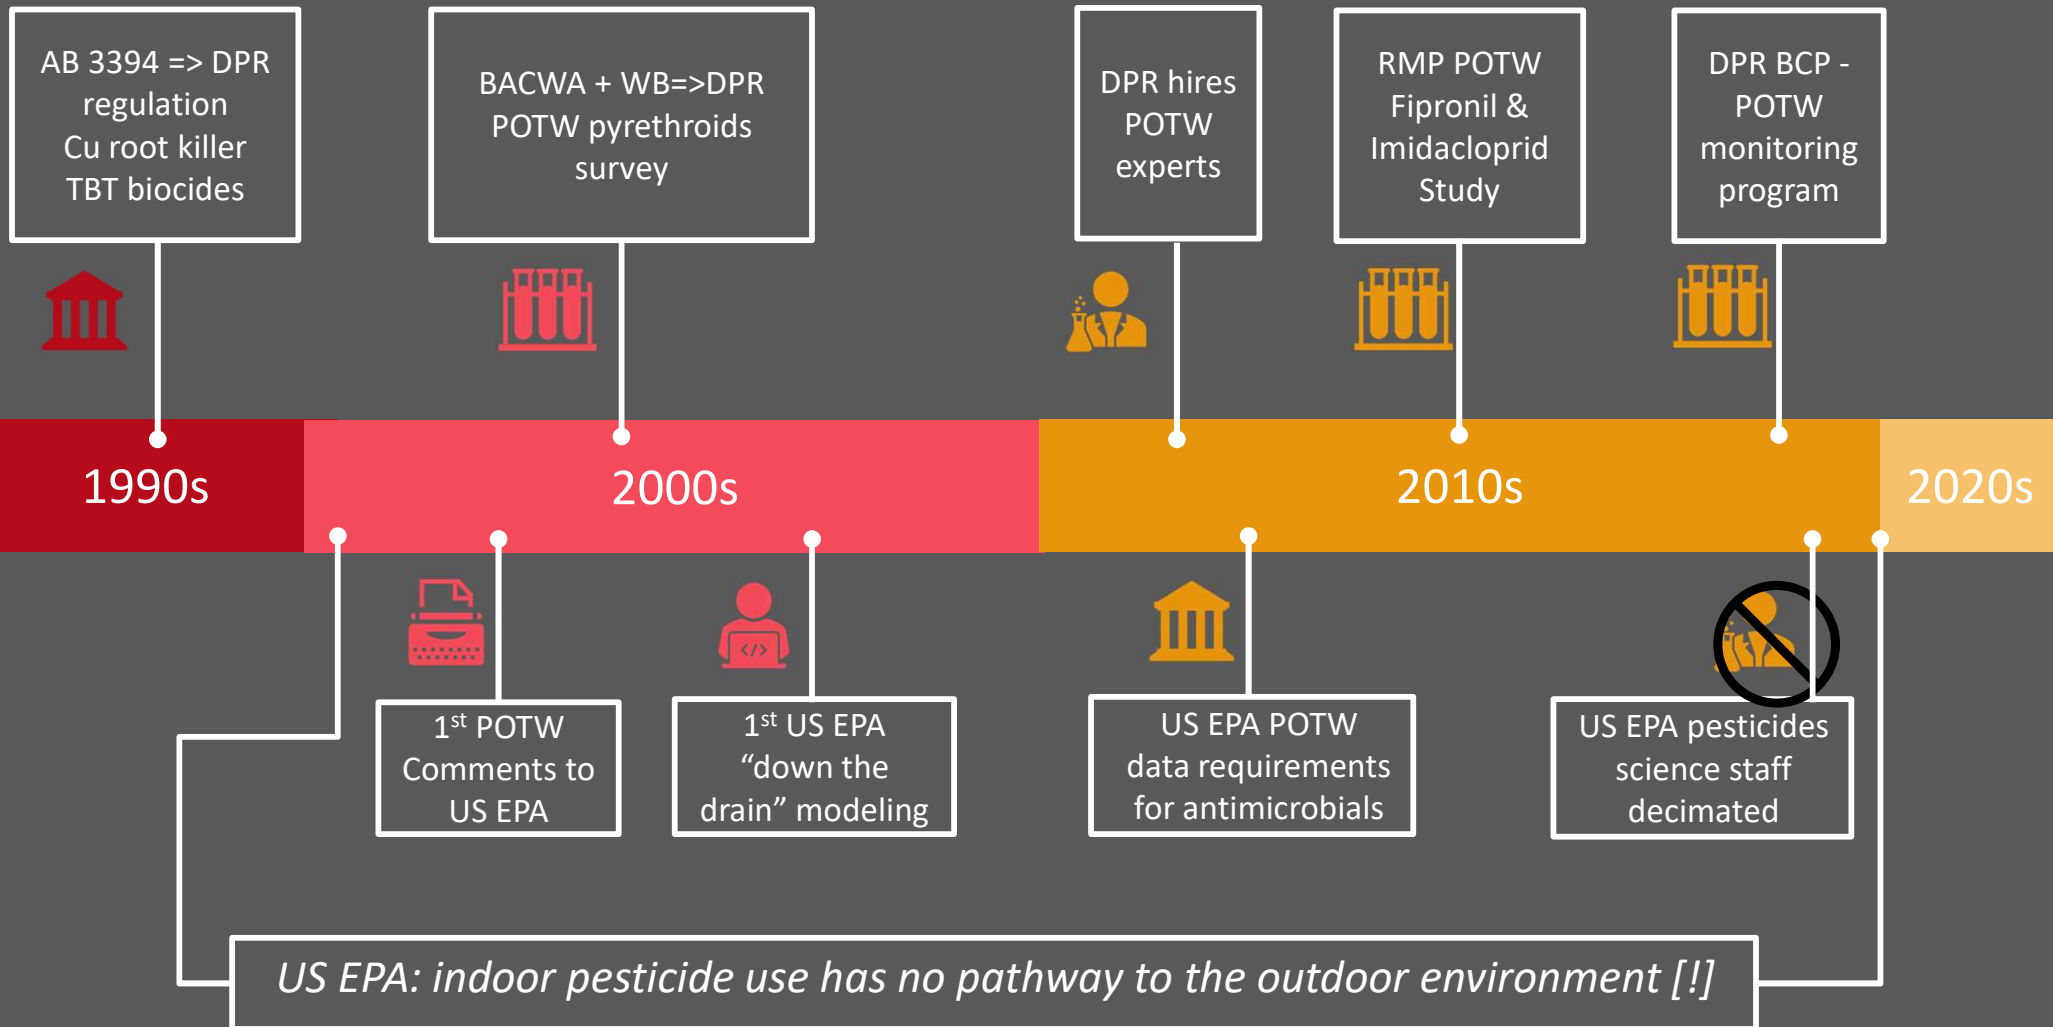 AB 3394 => DPR
regulation
Cu root killer
TBT biocides
BACWA + WB=>DPR
POTW pyrethroids
survey
DPR hires
POTW
experts
RMP POTW
Fipronil &
Imidacloprid
Study
DPR BCP -
POTW
monitoring
program
1990s
2000s
2010s
2020s
</>
1st POTW
Comments to
US EPA
1st US EPA
“down the
drain” modeling
US EPA POTW
data requirements
for antimicrobials
US EPA pesticides
science staff
decimated
US EPA: indoor pesticide use has no pathway to the outdoor environment [!]